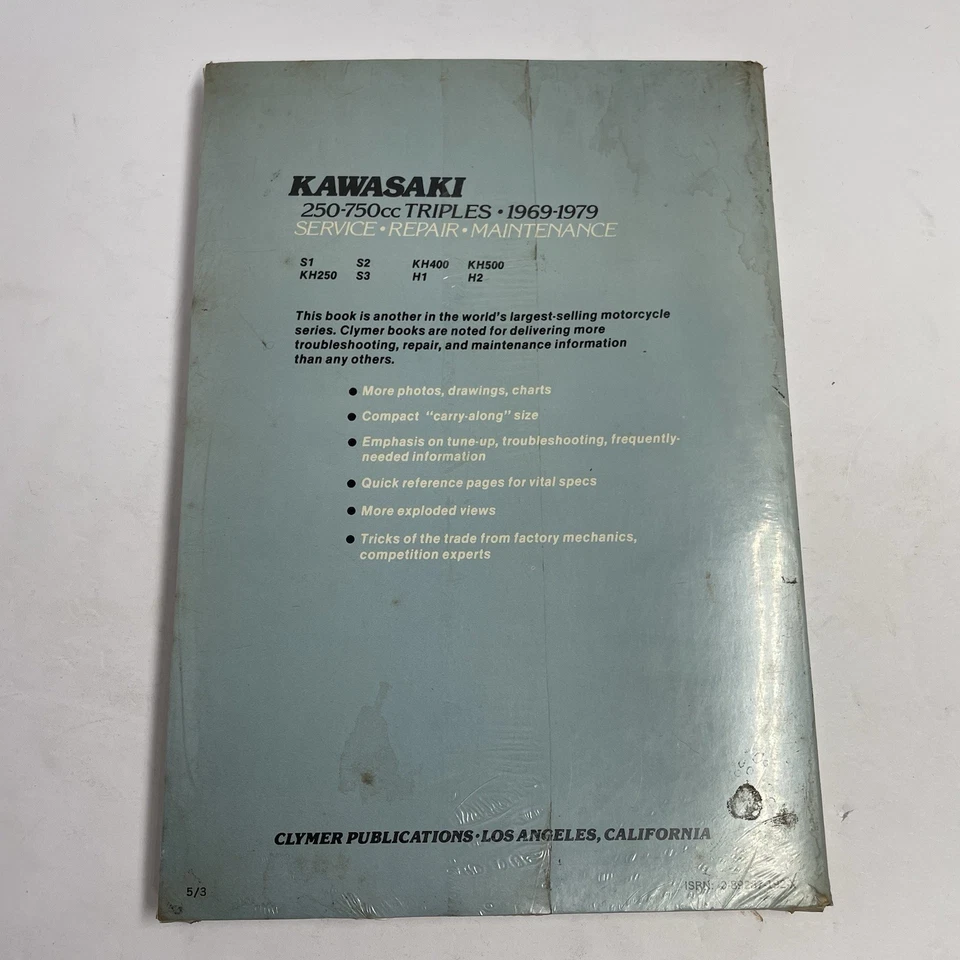 KAWASAKI
250-750cc TRIPLES • 1969-1979
SERVICE • REPAIR • MAINTENANCE
S1 S2 KH400 KH500
KH250 S3 H1 H2
This book is another in the world's largest-selling motorcycle
series. Clymer books are noted for delivering more
troubleshooting, repair, and maintenance information
than any others.
• More photos, drawings, charts
• Compact "carry-along" size
• Emphasis on tune-up, troubleshooting, frequently-
needed information
• Quick reference pages for vital specs
• More exploded views
• Tricks of the trade from factory mechanics,
competition experts
CLYMER PUBLICATIONS • LOS ANGELES, CALIFORNIA
5/3
ISBN: